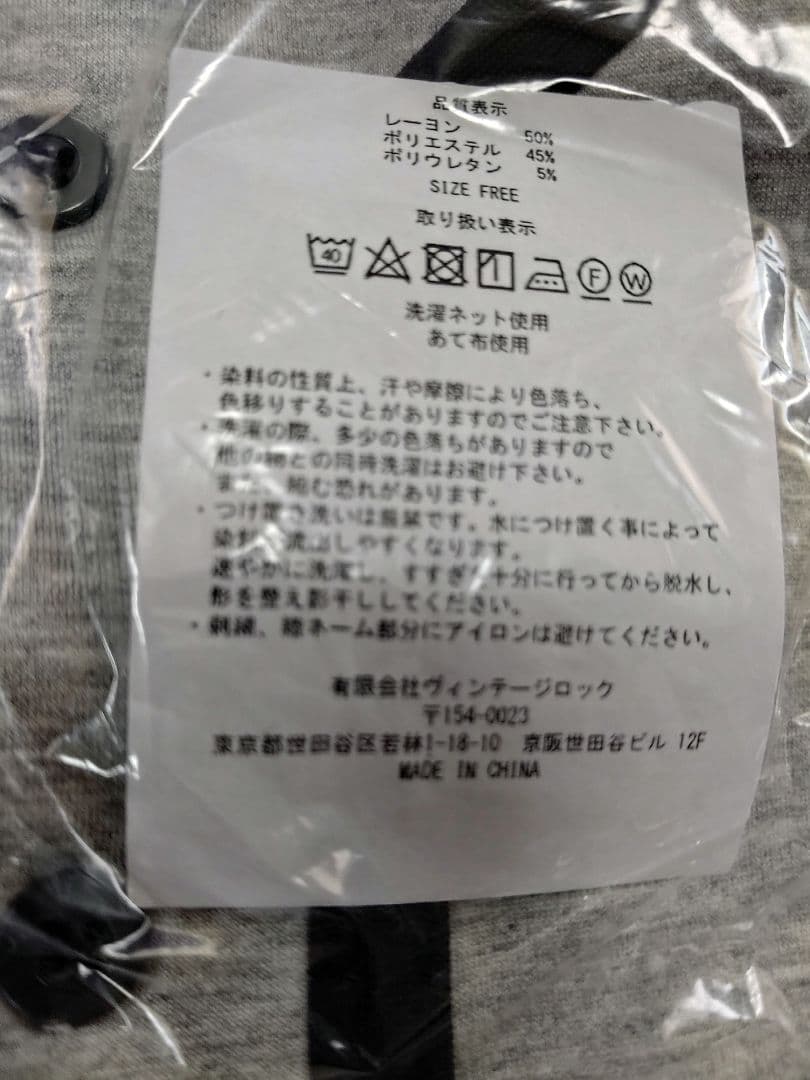 品質表示
レーヨン 50%
ポリエステル 45%
ポリウレタン 5%
SIZE FREE
取り扱い表示
40
F W
洗濯ネット使用
あて布使用
・染料の性質上、汗や摩擦により色落ち、
色移りすることがありますのでご注意下さい。
・洗濯の際、多少の色落ちがありますので
他の物との同時洗濯はお避け下さい。
また、縮む恐れがあります。
・つけ置き洗いは厳禁です。水につけ置く事によって
染料が流出しやすくなります。
速やかに洗濯し、すすぎを十分に行ってから脱水し、
形を整え影干ししてください。
・刺繍、織ネーム部分にアイロンは避けてください。
有限会社ヴィンテージロック
〒154-0023
東京都世田谷区若林1-18-10 京阪世田谷ビル 12F
MADE IN CHINA